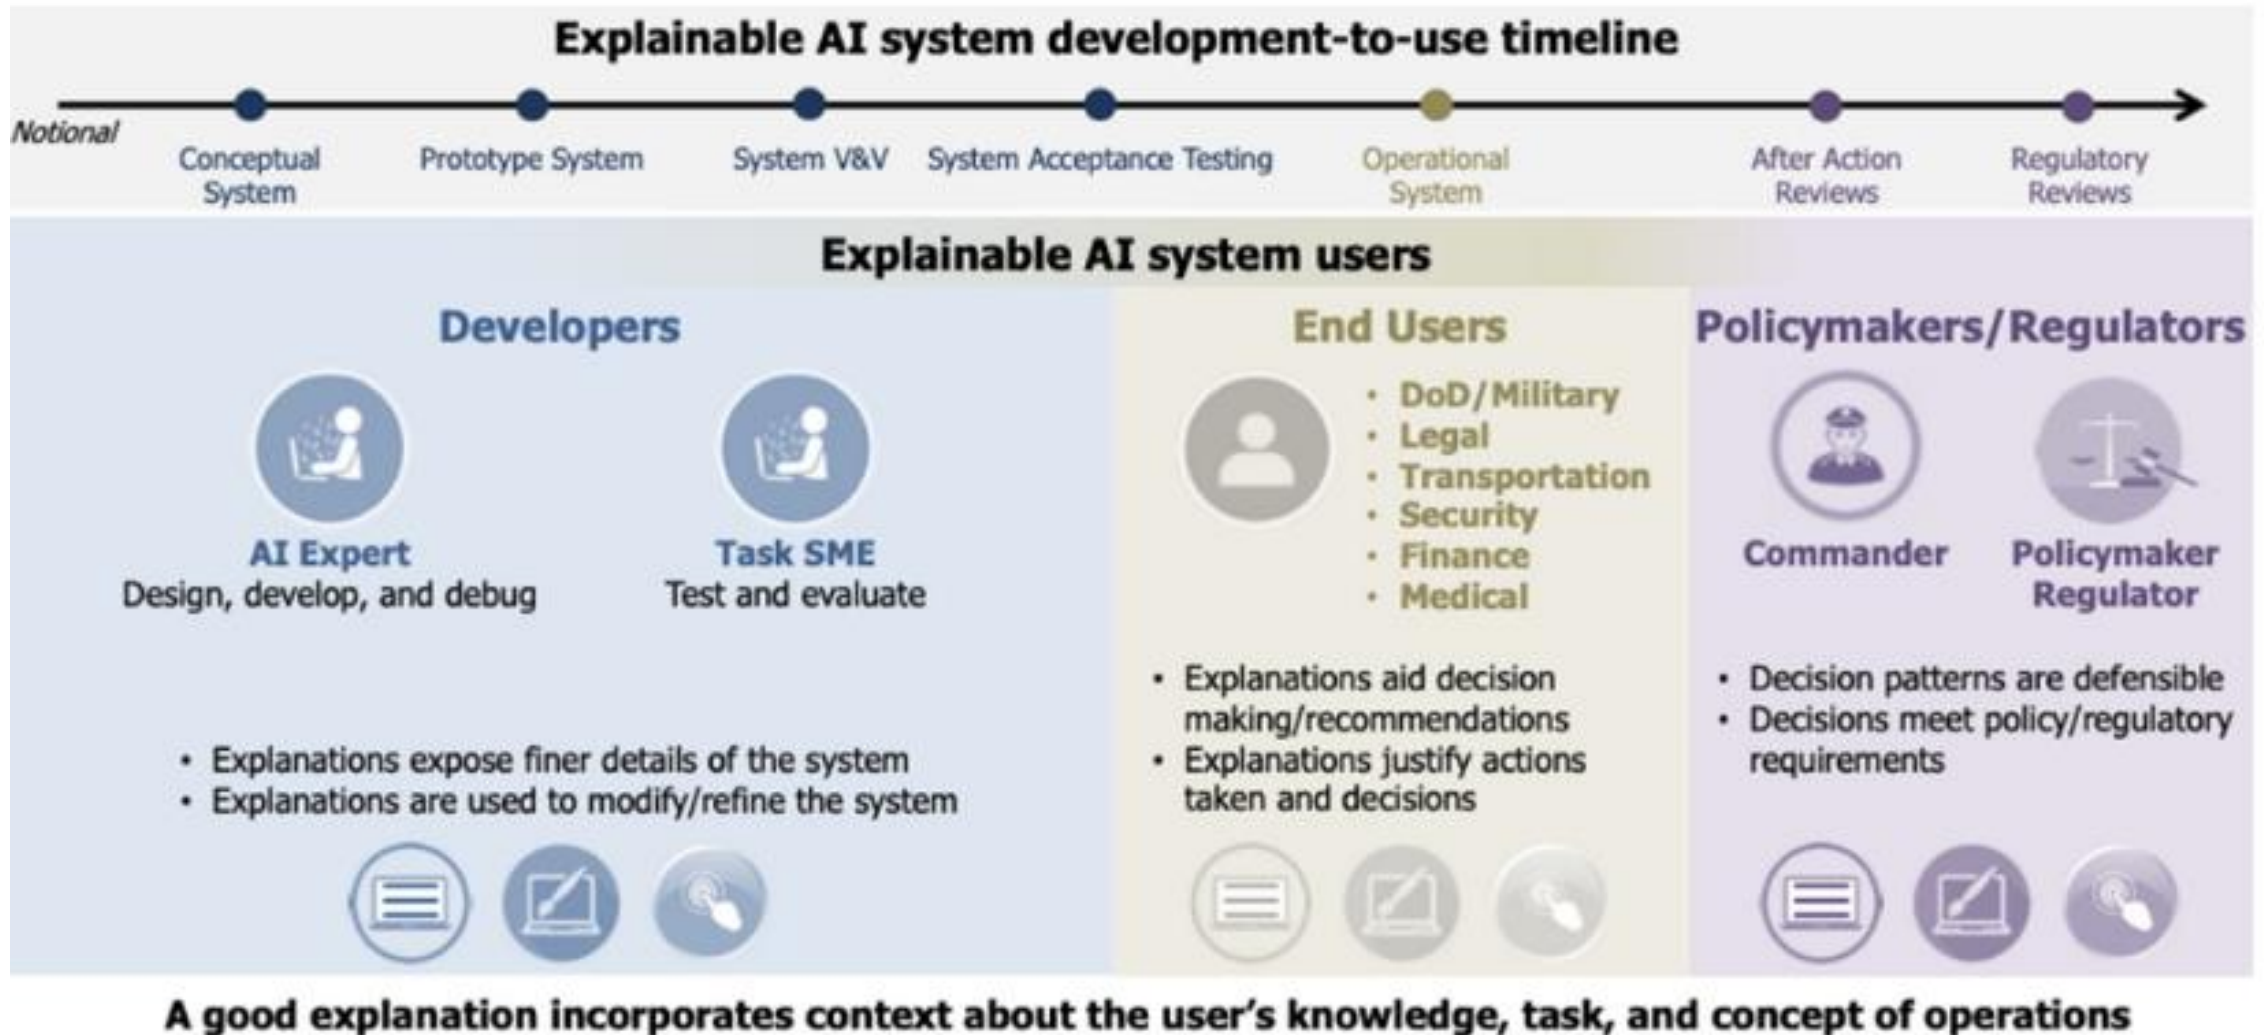 Explainable AI system development-to-use timeline
Notional
Conceptual
System
Prototype System
System V&V
System Acceptance Testing
Operational
System
After Action
Reviews
Regulatory
Reviews
Explainable AI system users
Developers
AI Expert
Design, develop, and debug
Task SME
Test and evaluate
• Explanations expose finer details of the system
• Explanations are used to modify/refine the system
End Users
• DoD/Military
• Legal
• Transportation
• Security
• Finance
• Medical
• Explanations aid decision
making/recommendations
• Explanations justify actions
taken and decisions
Policymakers/Regulators
Commander
Policymaker
Regulator
• Decision patterns are defensible
• Decisions meet policy/regulatory
requirements
A good explanation incorporates context about the user's knowledge, task, and concept of operations